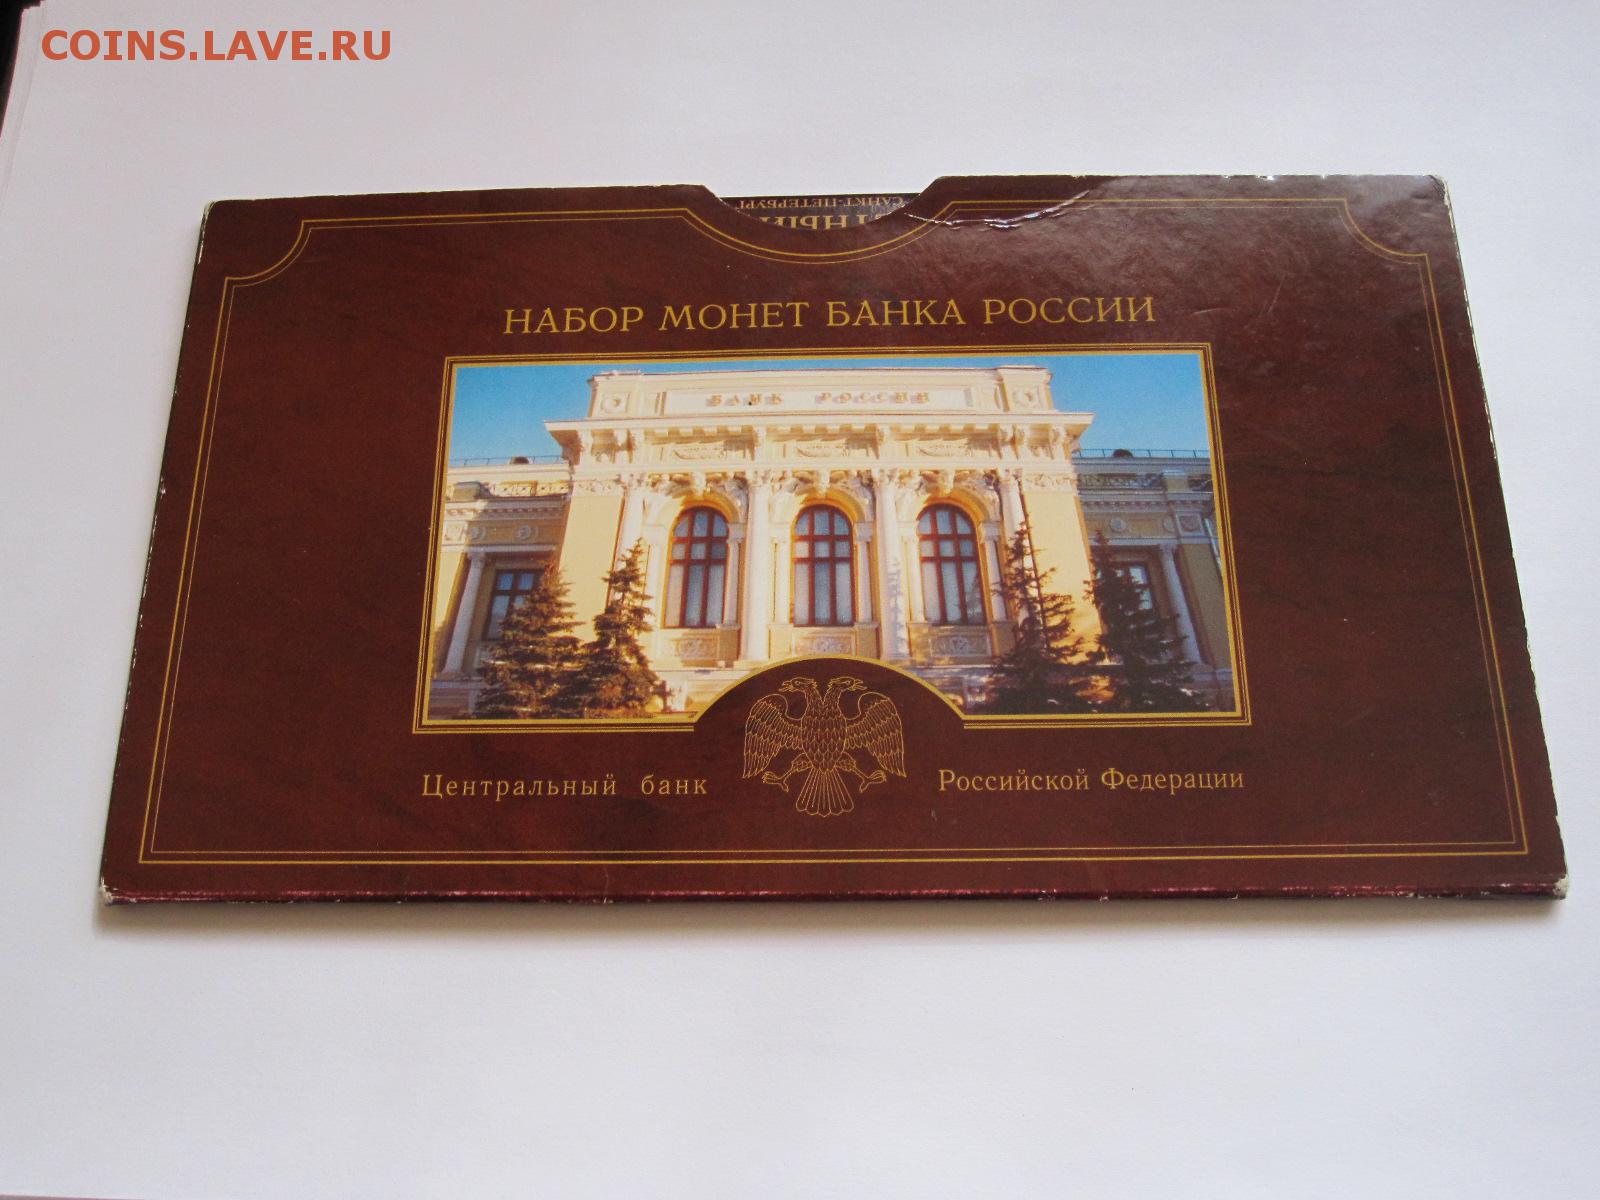 COINS.LAVE.RU
САНКТ-ПЕТЕРБУРГ
НАБОР МОНЕТ БАНКА РОССИИ
БАНК РОССИИ
Центральный банк Российской Федерации